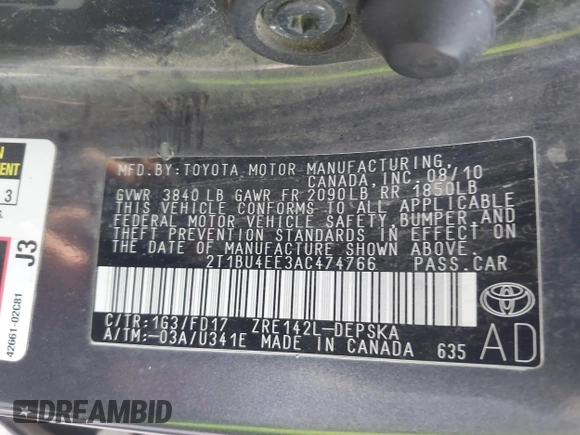 MFD.BY:TOYOTA MOTOR MANUFACTURING,
CANADA,INC. 08/10
GVWR 3840LB GAWR FR 2090LB RR 1850LB
THIS VEHICLE CONFORMS TO ALL APPLICABLE
FEDERAL MOTOR VEHICLE SAFETY, BUMPER,AND
THEFT PREVENTION STANDARDS IN EFFECT ON
THE DATE OF MANUFACTURE SHOWN ABOVE.
2T1BU4EE3AC474766 PASS.CAR
C/TR:1G3/FD17 ZRE142L-DEPSKA
A/TM:-03A/U341E MADE IN CANADA 635
TOYOTA
AD
3
J3
42661-02C81
DREAMBID